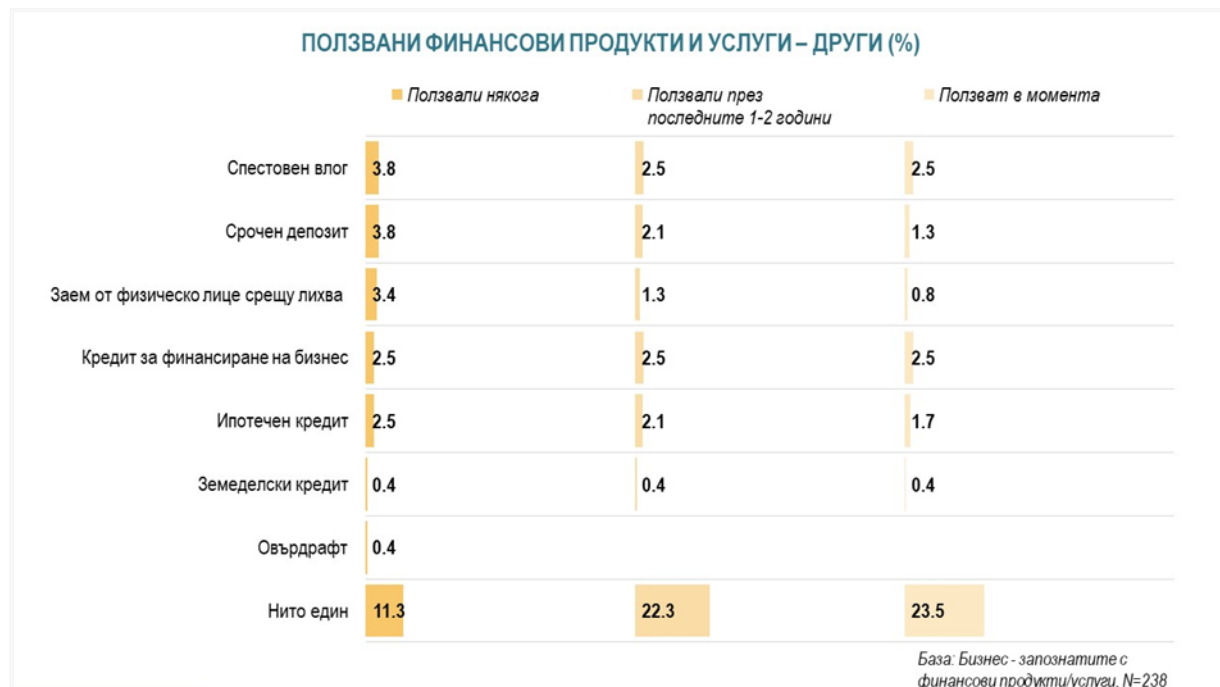 ПОЛЗВАНИ ФИНАНСОВИ ПРОДУКТИ И УСЛУГИ – ДРУГИ (%)
Ползвали някога
Ползвали през
последните 1-2 години
Ползват в момента
Спестовен влог 3.8 2.5 2.5
Срочен депозит 3.8 2.1 1.3
Заем от физическо лице срещу лихва 3.4 1.3 0.8
Кредит за финансиране на бизнес 2.5 2.5 2.5
Ипотечен кредит 2.5 2.1 1.7
Земеделски кредит 0.4 0.4 0.4
Овърдрафт 0.4
Нито един 11.3 22.3 23.5
База: Бизнес - запознатите с
финансови продукти/услуги, N=238